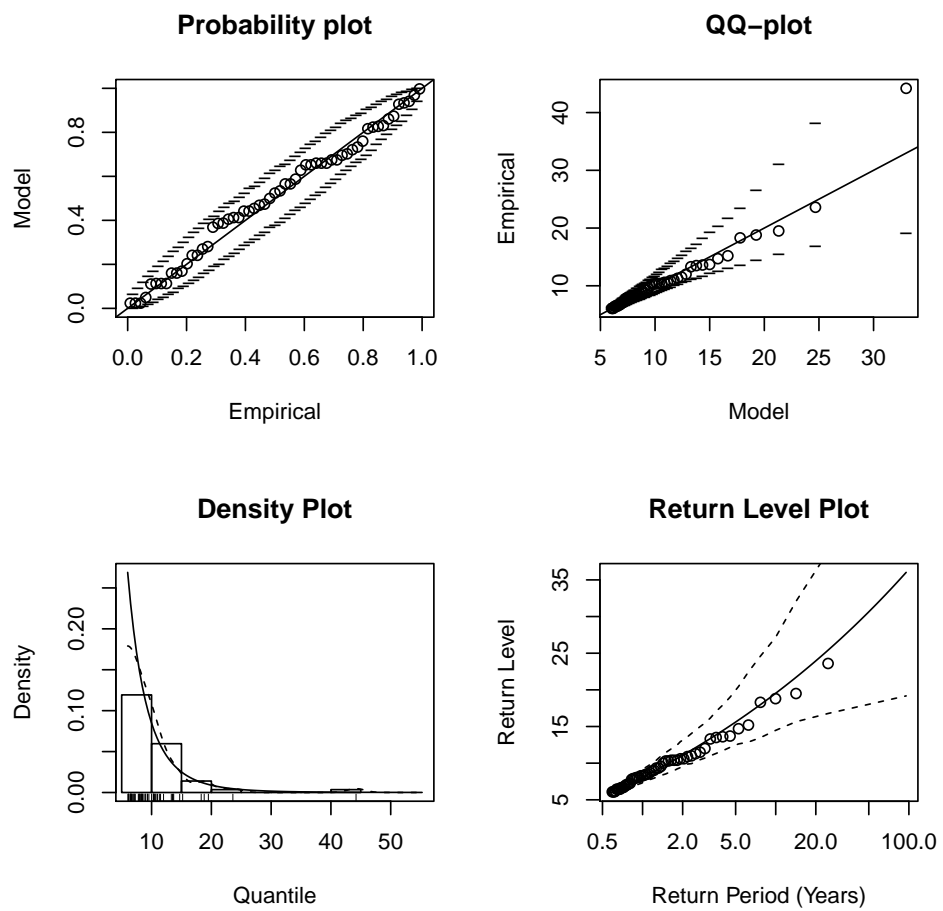 Probability plot
Model
0.0 0.4 0.8
0.0 0.2 0.4 0.6 0.8 1.0
Empirical
QQ−plot
Empirical
10 20 30 40
5 10 15 20 25 30
Model
Density Plot
Density
0.00 0.10 0.20
10 20 30 40 50
Quantile
Return Level Plot
Return Level
5 15 25 35
0.5 2.0 5.0 20.0 100.0
Return Period (Years)